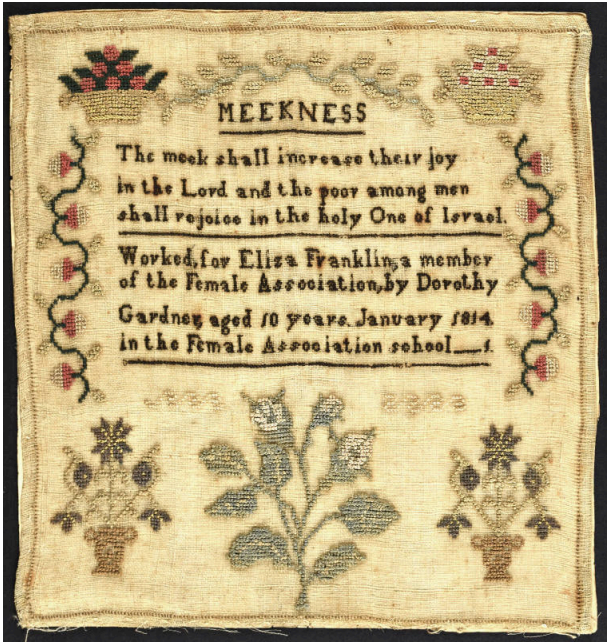 MEEKNESS
The meek shall increase their joy
in the Lord and the poor among men
shall rejoice in the holy One of Israel.
Worked, for Eliza Franklin, a member
of the Female Association, by Dorothy
Gardner, aged 10 years. January 1814.
in the Female Association school__1.